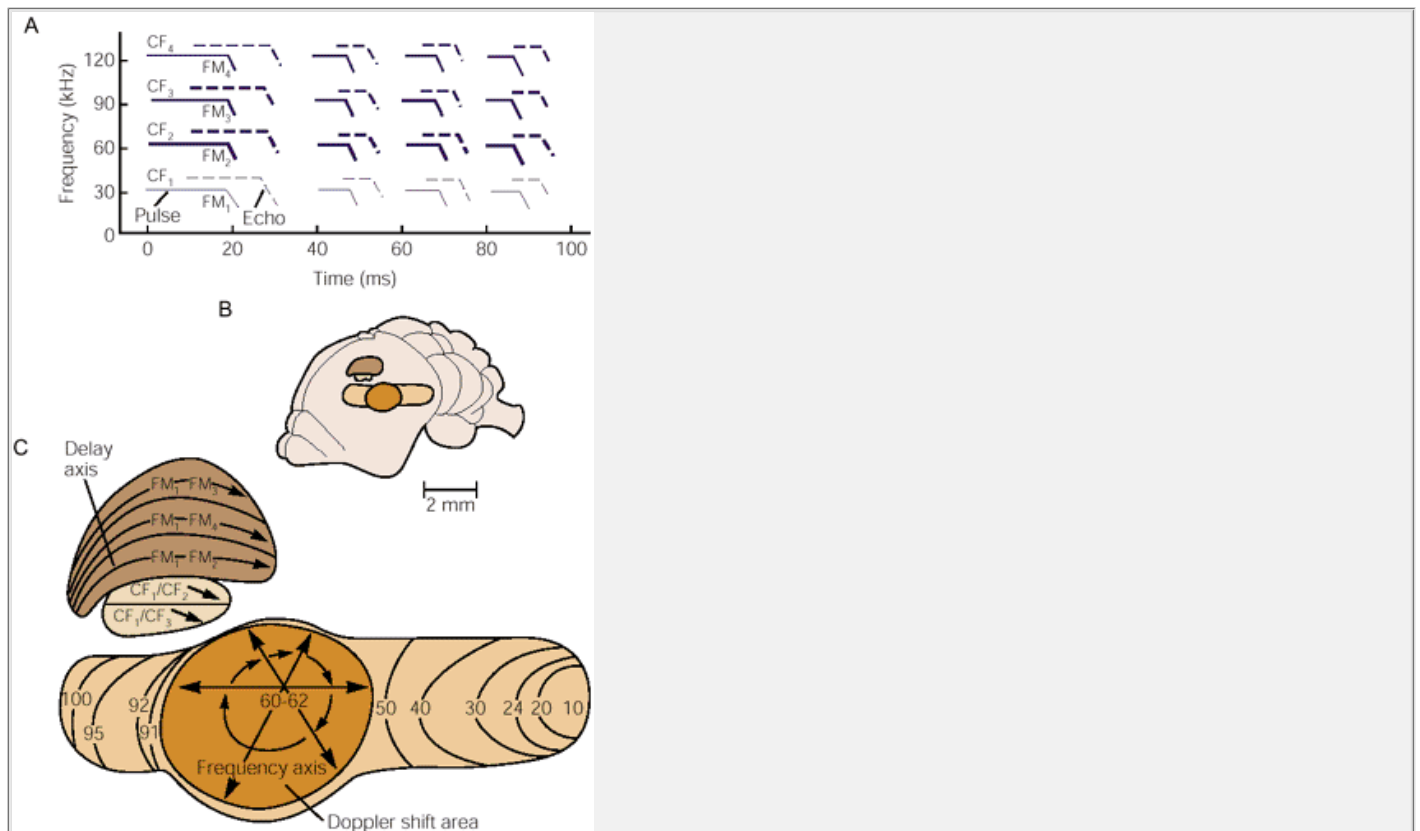 A
Frequency (kHz)
120
90
60
30
0
CF4
FM4
CF3
FM3
CF2
FM2
CF1
FM1
Pulse
Echo
0 20 40 60 80 100
Time (ms)
B
2 mm
C
Delay
axis
FM1 FM3
FM1 FM4
FM1 FM2
CF1/CF2
CF1/CF3
100
95
92
91
60-62
50 40 30 24 20 10
Frequency axis
Doppler shift area